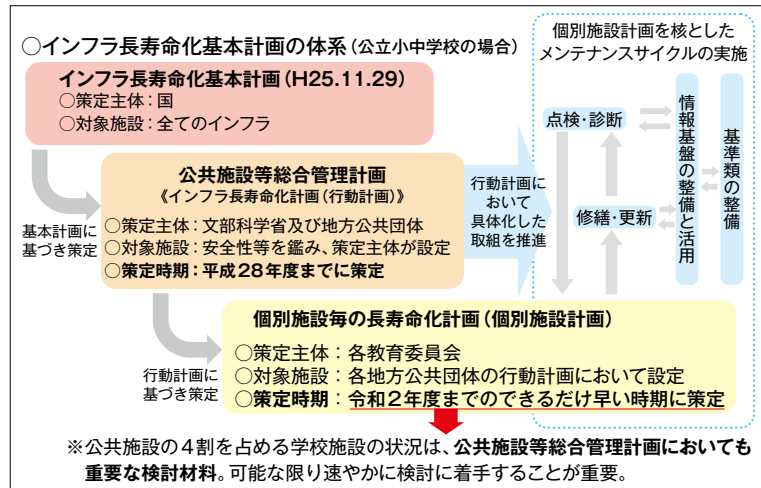 ○インフラ長寿命化基本計画の体系(公立小中学校の場合)
インフラ長寿命化基本計画(H25.11.29)
○策定主体:国
○対象施設:全てのインフラ
基本計画に
基づき策定
公共施設等総合管理計画
《インフラ長寿命化計画(行動計画)》
○策定主体:文部科学省及び地方公共団体
○対象施設:安全性等を鑑み、策定主体が設定
○策定時期:平成28年度までに策定
行動計画に
基づき策定
個別施設毎の長寿命化計画(個別施設計画)
○策定主体:各教育委員会
○対象施設:各地方公共団体の行動計画において設定
○策定時期:令和2年度までのできるだけ早い時期に策定
行動計画に
おいて
具体化した
取組を推進
個別施設計画を核とした
メンテナンスサイクルの実施
点検・診断
修繕・更新
情報基盤の整備と活用
基準類の整備
※公共施設の4割を占める学校施設の状況は、公共施設等総合管理計画においても
重要な検討材料。可能な限り速やかに検討に着手することが重要。